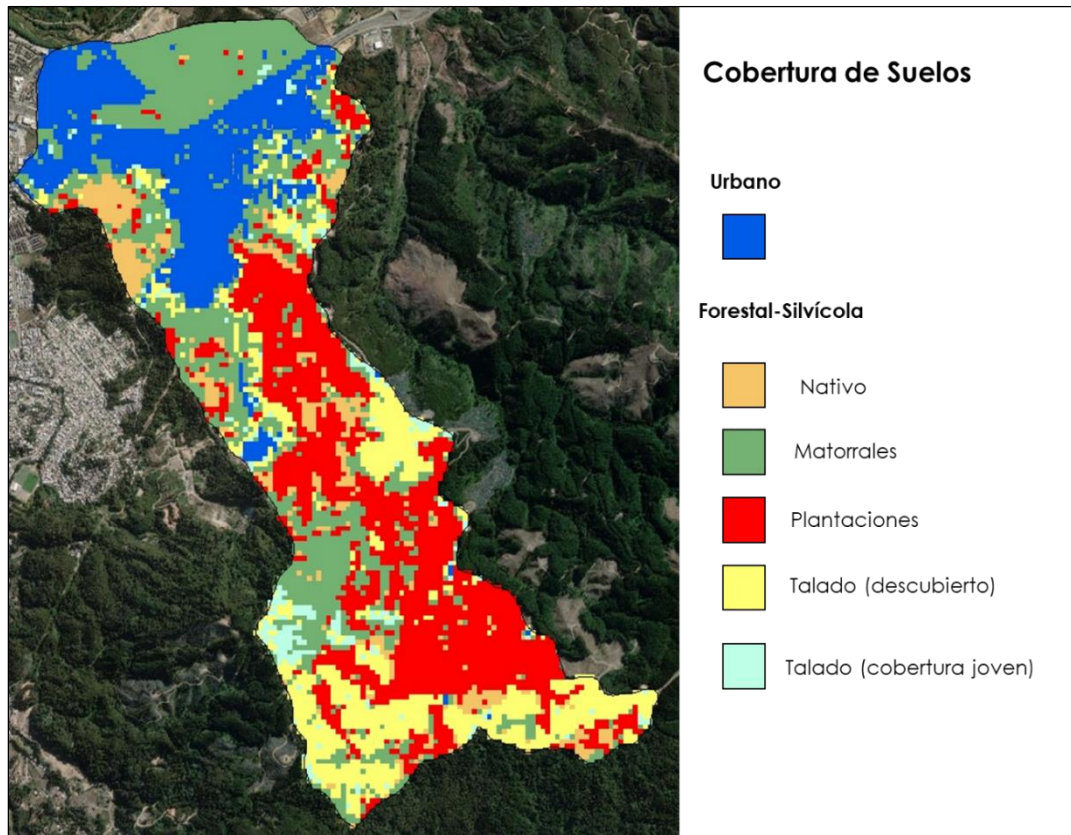 Cobertura de Suelos
Urbano
Forestal-Silvícola
Nativo
Matorrales
Plantaciones
Talado (descubierto)
Talado (cobertura joven)